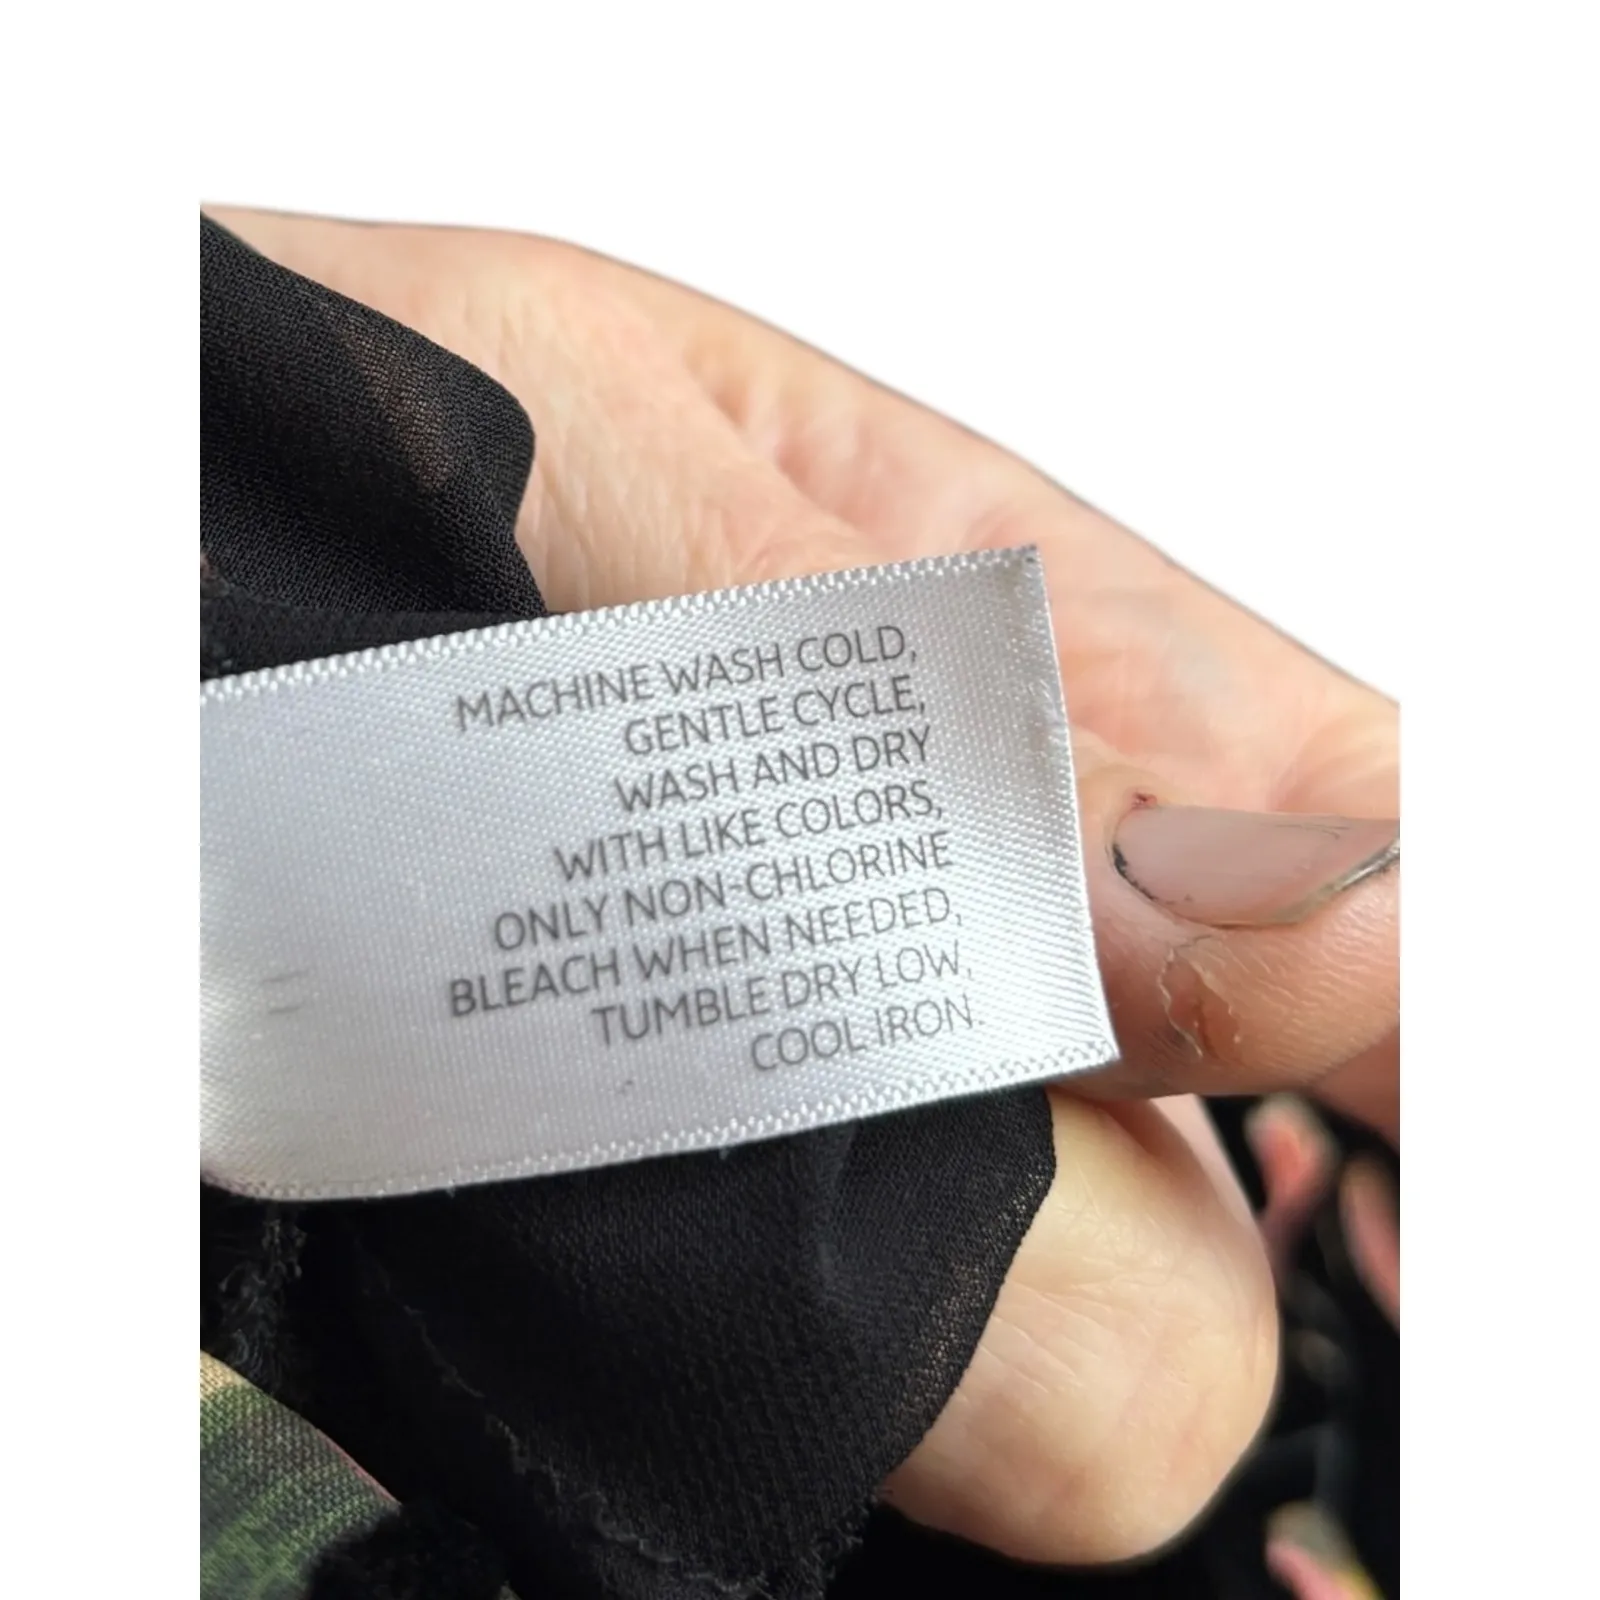 MACHINE WASH COLD,
GENTLE CYCLE,
WASH AND DRY
WITH LIKE COLORS,
ONLY NON-CHLORINE
BLEACH WHEN NEEDED,
TUMBLE DRY LOW,
COOL IRON.